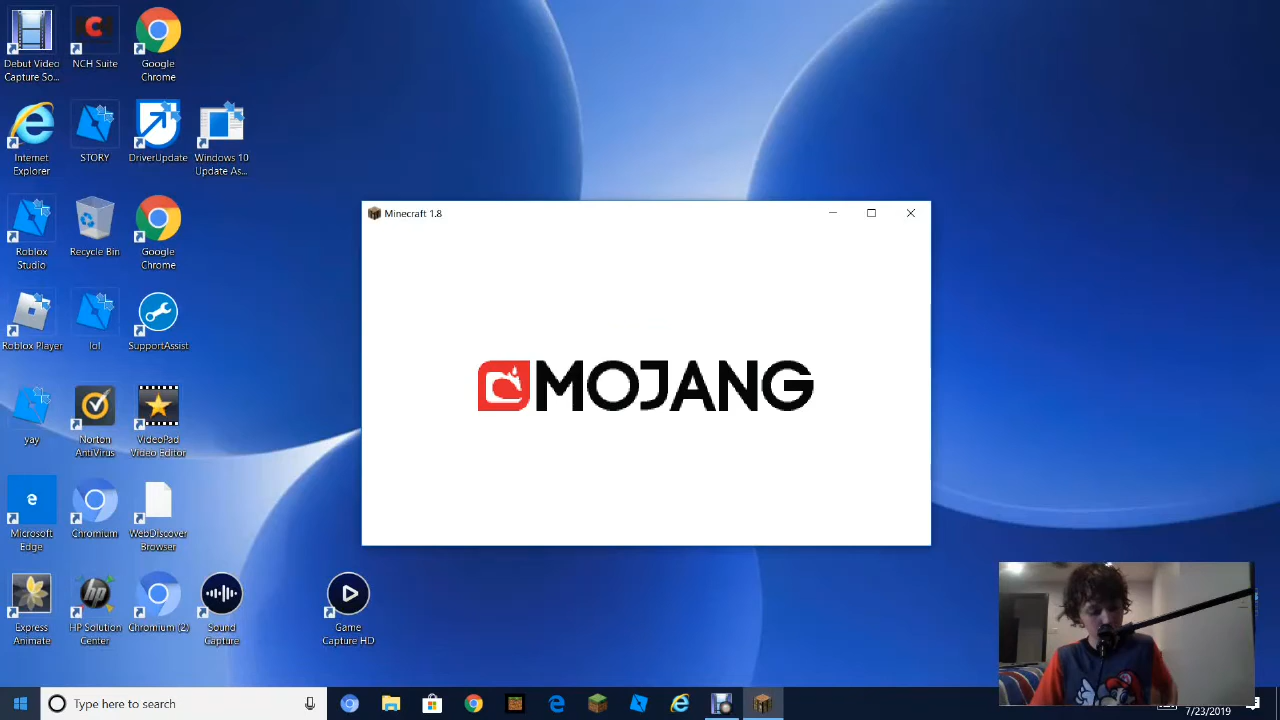 Debut Video
Capture So...
NCH Suite
Google
Chrome
Internet
Explorer
STORY
DriverUpdate
Windows 10
Update As...
Roblox
Studio
Recycle Bin
Google
Chrome
Roblox Player
lol
SupportAssist
yay
Norton
AntiVirus
VideoPad
Video Editor
Microsoft
Edge
Chromium
WebDiscover
Browser
Express
Animate
HP Solution
Center
Chromium (2)
Sound
Capture
Game
Capture HD
Minecraft 1.8
MOJANG
Type here to search
7/23/2019